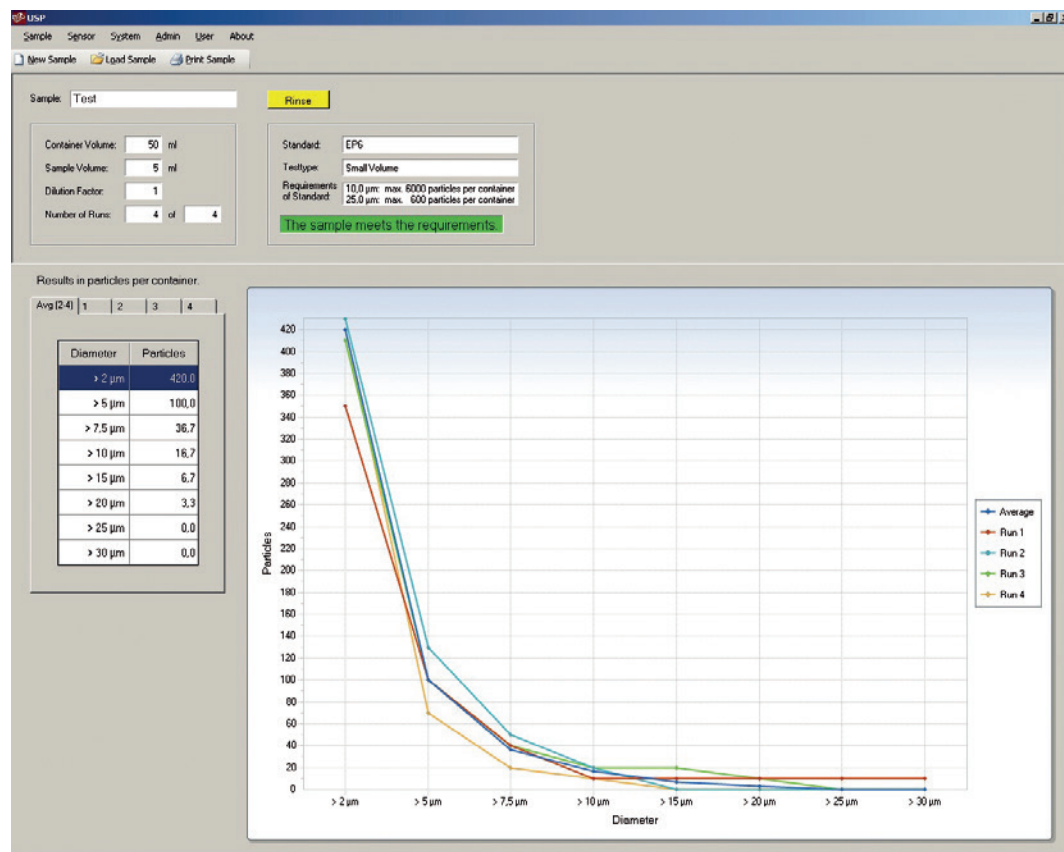 USP
Sample Sensor System Admin User About
New Sample Load Sample Print Sample
Sample: Test
Rinse
Container Volume: 50 ml
Sample Volume: 5 ml
Dilution Factor: 1
Number of Runs: 4 of 4
Standard: EP6
Testtype: Small Volume
Requirements of Standard:
10,0 µm: max. 6000 particles per container
25,0 µm: max. 600 particles per container
The sample meets the requirements.
Results in particles per container.
Avg (2-4) 1 2 3 4
Diameter Particles
> 2 µm 420,0
> 5 µm 100,0
> 7,5 µm 36,7
> 10 µm 16,7
> 15 µm 6,7
> 20 µm 3,3
> 25 µm 0,0
> 30 µm 0,0
Particles
420
400
380
360
340
320
300
280
260
240
220
200
180
160
140
120
100
80
60
40
20
0
> 2 µm > 5 µm > 7,5 µm > 10 µm > 15 µm > 20 µm > 25 µm > 30 µm
Diameter
Average
Run 1
Run 2
Run 3
Run 4